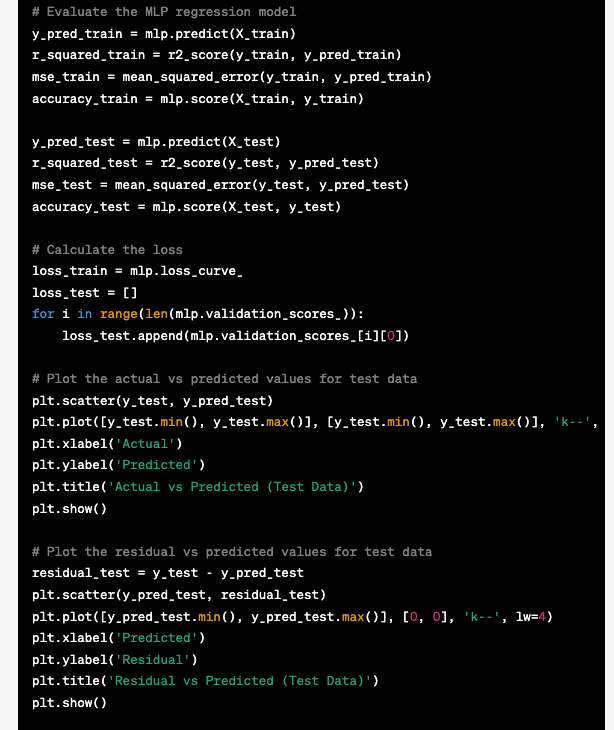 # Evaluate the MLP regression model
y_pred_train = mlp.predict(X_train)
r_squared_train = r2_score(y_train, y_pred_train)
mse_train = mean_squared_error(y_train, y_pred_train)
accuracy_train = mlp.score(X_train, y_train)

y_pred_test = mlp.predict(X_test)
r_squared_test = r2_score(y_test, y_pred_test)
mse_test = mean_squared_error(y_test, y_pred_test)
accuracy_test = mlp.score(X_test, y_test)

# Calculate the loss
loss_train = mlp.loss_curve_
loss_test = []
for i in range(len(mlp.validation_scores_)):
    loss_test.append(mlp.validation_scores_[i][0])

# Plot the actual vs predicted values for test data
plt.scatter(y_test, y_pred_test)
plt.plot([y_test.min(), y_test.max()], [y_test.min(), y_test.max()], 'k--',
plt.xlabel('Actual')
plt.ylabel('Predicted')
plt.title('Actual vs Predicted (Test Data)')
plt.show()

# Plot the residual vs predicted values for test data
residual_test = y_test - y_pred_test
plt.scatter(y_pred_test, residual_test)
plt.plot([y_pred_test.min(), y_pred_test.max()], [0, 0], 'k--', lw=4)
plt.xlabel('Predicted')
plt.ylabel('Residual')
plt.title('Residual vs Predicted (Test Data)')
plt.show()